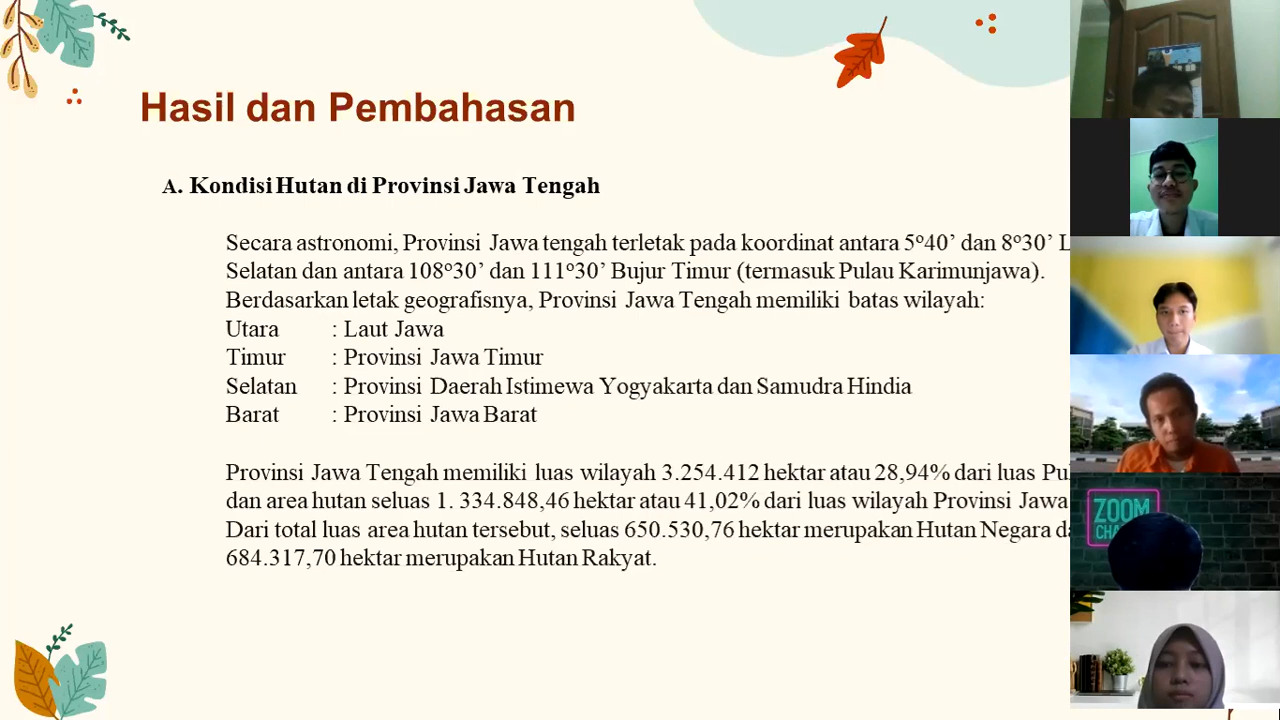 Hasil dan Pembahasan
A. Kondisi Hutan di Provinsi Jawa Tengah
Secara astronomi, Provinsi Jawa tengah terletak pada koordinat antara 5º40’ dan 8º30’
Selatan dan antara 108º30’ dan 111º30’ Bujur Timur (termasuk Pulau Karimunjawa).
Berdasarkan letak geografisnya, Provinsi Jawa Tengah memiliki batas wilayah:
Utara : Laut Jawa
Timur : Provinsi Jawa Timur
Selatan : Provinsi Daerah Istimewa Yogyakarta dan Samudra Hindia
Barat : Provinsi Jawa Barat
Provinsi Jawa Tengah memiliki luas wilayah 3.254.412 hektar atau 28,94% dari luas
dan area hutan seluas 1. 334.848,46 hektar atau 41,02% dari luas wilayah Provinsi Jawa
Dari total luas area hutan tersebut, seluas 650.530,76 hektar merupakan Hutan Negara
684.317,70 hektar merupakan Hutan Rakyat.
ZOOM